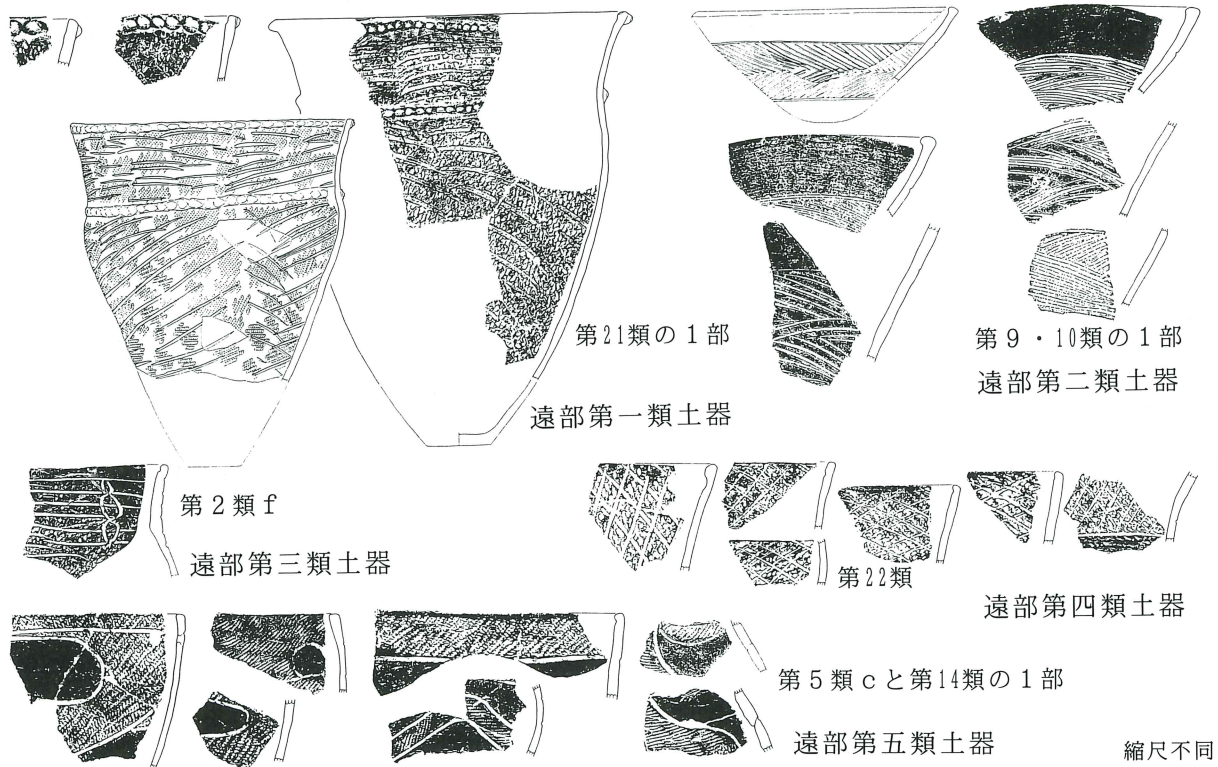 第21類の1部
遠部第一類土器
第9・10類の1部
遠部第二類土器
第2類f
遠部第三類土器
第22類
遠部第四類土器
第5類cと第14類の1部
遠部第五類土器
縮尺不同